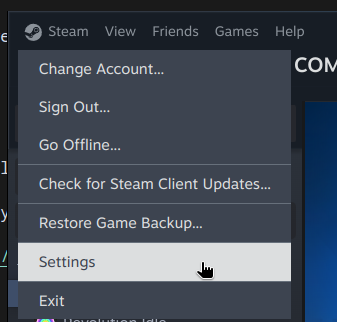 Steam View Friends Games Help
COM
Change Account...
Sign Out...
Go Offline...
Check for Steam Client Updates...
Restore Game Backup...
Settings
Exit
Revolution Idle